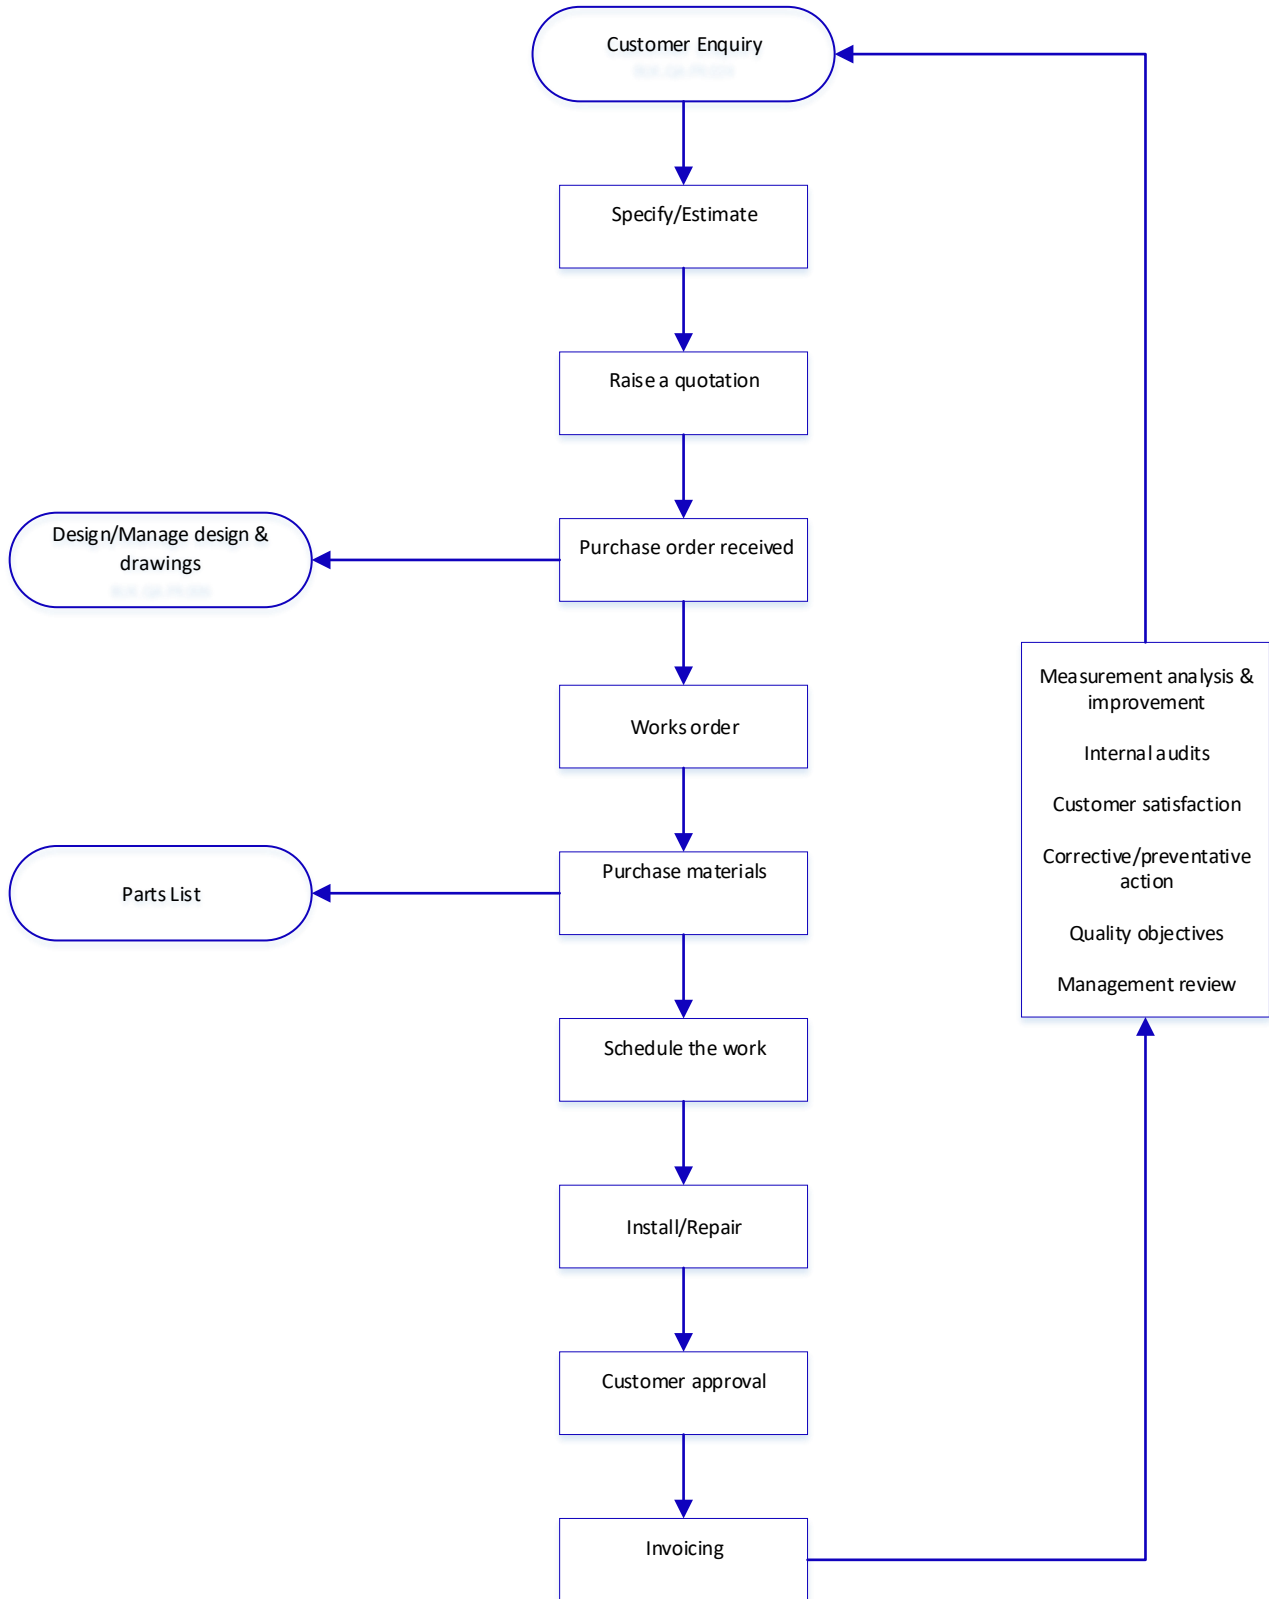 Customer Enquiry
Specify/Estimate
Raise a quotation
Design/Manage design &
drawings
Purchase order received
Works order
Parts List
Purchase materials
Schedule the work
Install/Repair
Customer approval
Invoicing
Measurement analysis &
improvement
Internal audits
Customer satisfaction
Corrective/preventative
action
Quality objectives
Management review